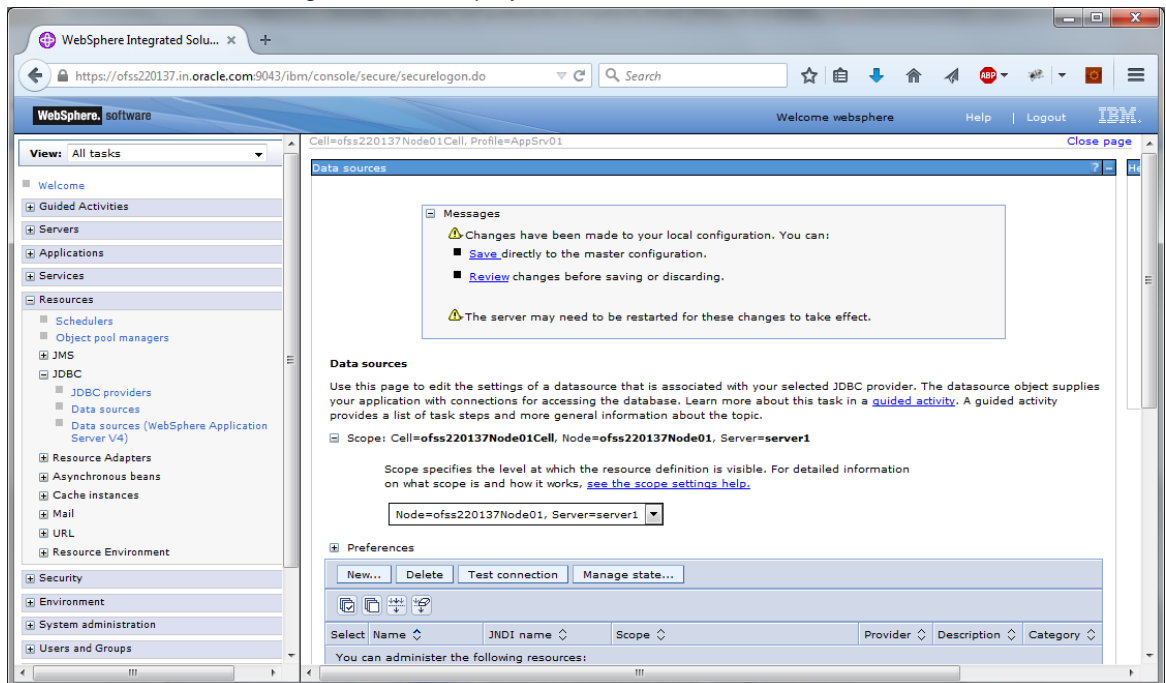 WebSphere Integrated Solu... × +
https://ofss220137.in.oracle.com:9043/ibm/console/secure/securelogon.do
Search
ABP
WebSphere. software
Welcome websphere
Help | Logout
IBM.
View: All tasks
Welcome
Guided Activities
Servers
Applications
Services
Resources
Schedulers
Object pool managers
JMS
JDBC
JDBC providers
Data sources
Data sources (WebSphere Application
Server V4)
Resource Adapters
Asynchronous beans
Cache instances
Mail
URL
Resource Environment
Security
Environment
System administration
Users and Groups
Cell=ofss220137Node01Cell, Profile=AppSrv01
Close page
Data sources
? –
Messages
Changes have been made to your local configuration. You can:
Save directly to the master configuration.
Review changes before saving or discarding.
The server may need to be restarted for these changes to take effect.
Data sources
Use this page to edit the settings of a datasource that is associated with your selected JDBC provider. The datasource object supplies
your application with connections for accessing the database. Learn more about this task in a guided activity. A guided activity
provides a list of task steps and more general information about the topic.
Scope: Cell=ofss220137Node01Cell, Node=ofss220137Node01, Server=server1
Scope specifies the level at which the resource definition is visible. For detailed information
on what scope is and how it works, see the scope settings help.
Node=ofss220137Node01, Server=server1
Preferences
New... Delete Test connection Manage state...
Select Name JNDI name Scope Provider Description Category
You can administer the following resources: